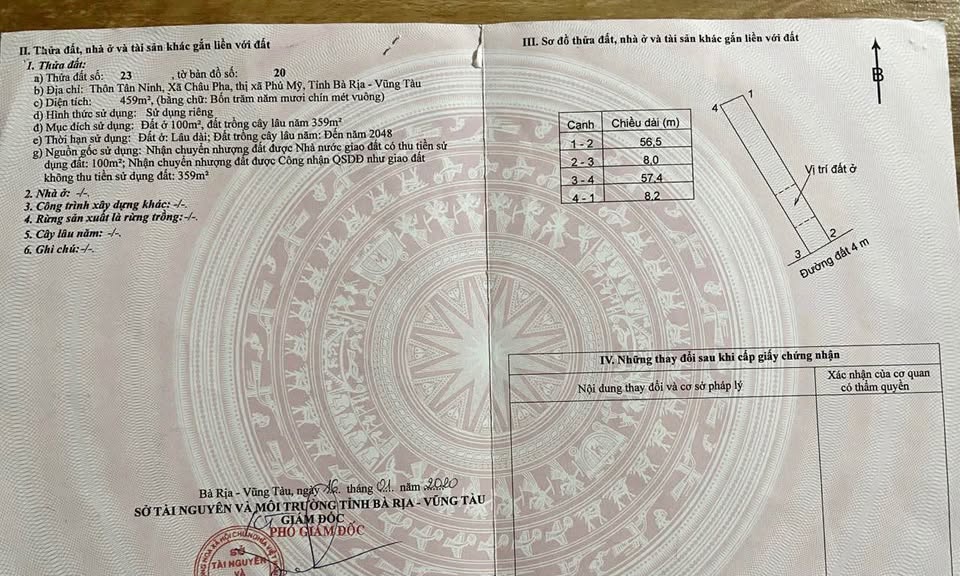 II. Thửa đất, nhà ở và tài sản khác gắn liền với đất
1. Thửa đất:
a) Thửa đất số: 23 , tờ bản đồ số: 20
b) Địa chỉ: Thôn Tân Ninh, Xã Châu Pha, thị xã Phú Mỹ, Tỉnh Bà Rịa - Vũng Tàu
c) Diện tích: 459m², (bằng chữ: Bốn trăm năm mươi chín mét vuông)
d) Hình thức sử dụng: Sử dụng riêng
đ) Mục đích sử dụng: Đất ở 100m², đất trồng cây lâu năm 359m²
e) Thời hạn sử dụng: Đất ở: Lâu dài; Đất trồng cây lâu năm: Đến năm 2048
g) Nguồn gốc sử dụng: Nhận chuyển nhượng đất được Nhà nước giao đất có thu tiền sử
dụng đất: 100m²; Nhận chuyển nhượng đất được Công nhận QSDĐ như giao đất
không thu tiền sử dụng đất: 359m²
2. Nhà ở: -/-.
3. Công trình xây dựng khác: -/-.
4. Rừng sản xuất là rừng trồng:-/-.
5. Cây lâu năm: -/-.
6. Ghi chú:-/-.
Bà Rịa - Vũng Tàu, ngày 16 tháng 01. năm 2020
SỞ TÀI NGUYÊN VÀ MÔI TRƯỜNG TỈNH BÀ RỊA - VŨNG TÀU
GIÁM ĐỐC
PHÓ GIÁM ĐỐC
SỞ
TÀI NGUYÊN
VÀ
III. Sơ đồ thửa đất, nhà ở và tài sản khác gắn liền với đất
B
Cạnh Chiều dài (m)
1 - 2 56,5
2 - 3 8,0
3 - 4 57,4
4 - 1 8,2
4
1
Vị trí đất ở
2
3
Đường đất 4 m
IV. Những thay đổi sau khi cấp giấy chứng nhận
Nội dung thay đổi và cơ sở pháp lý
Xác nhận của cơ quan
có thẩm quyền